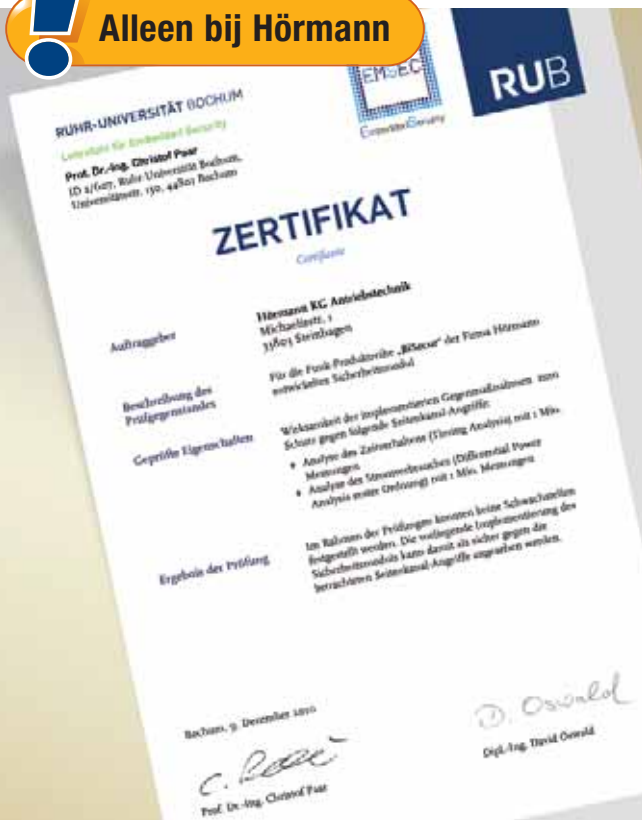 Alleen bij Hörmann
RUHR-UNIVERSITÄT BOCHUM
EMSEC
RUB
Lehrstuhl für Embedded Security
Embedded Security
Prof. Dr.-Ing. Christof Paar
ID 2/607, Ruhr Universität Bochum,
Universitätsstr. 150, 44801 Bochum
ZERTIFIKAT
Certificate
Auftraggeber
Hörmann KG Antriebstechnik
Michaelisstr. 1
33803 Steinhagen
Beschreibung des
Prüfgegenstandes
Für die Funk-Produktreihe „BiSecur" der Firma Hörmann
entwickeltes Sicherheitsmodul
Geprüfte Eigenschaften
Wirksamkeit der implementierten Gegenmaßnahmen zum
Schutz gegen folgende Seitenkanal-Angriffe:
• Analyse des Zeitverhaltens (Timing Analysis) mit 1 Mio.
Messungen
• Analyse des Stromverbrauches (Differential Power
Analysis erster Ordnung) mit 1 Mio. Messungen
Ergebnis der Prüfung
Im Rahmen der Prüfungen konnten keine Schwachstellen
festgestellt werden. Die vorliegende Implementierung des
Sicherheitsmoduls kann damit als sicher gegen die
betrachteten Seitenkanal-Angriffe angesehen werden.
Bochum, 9. Dezember 2010
D. Oswald
Dipl.-Ing. David Oswald
C. Paar
Prof. Dr.-Ing. Christof Paar